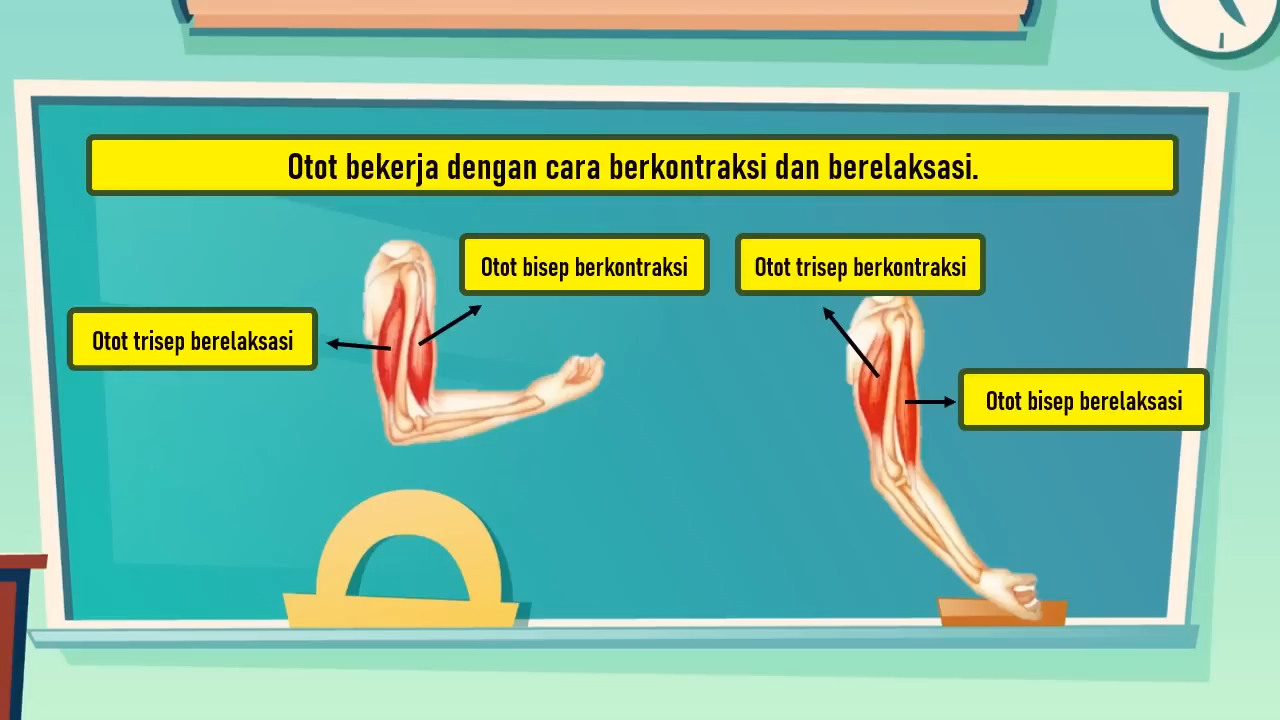 Otot bekerja dengan cara berkontraksi dan berelaksasi.
Otot bisep berkontraksi
Otot trisep berkontraksi
Otot trisep berelaksasi
Otot bisep berelaksasi